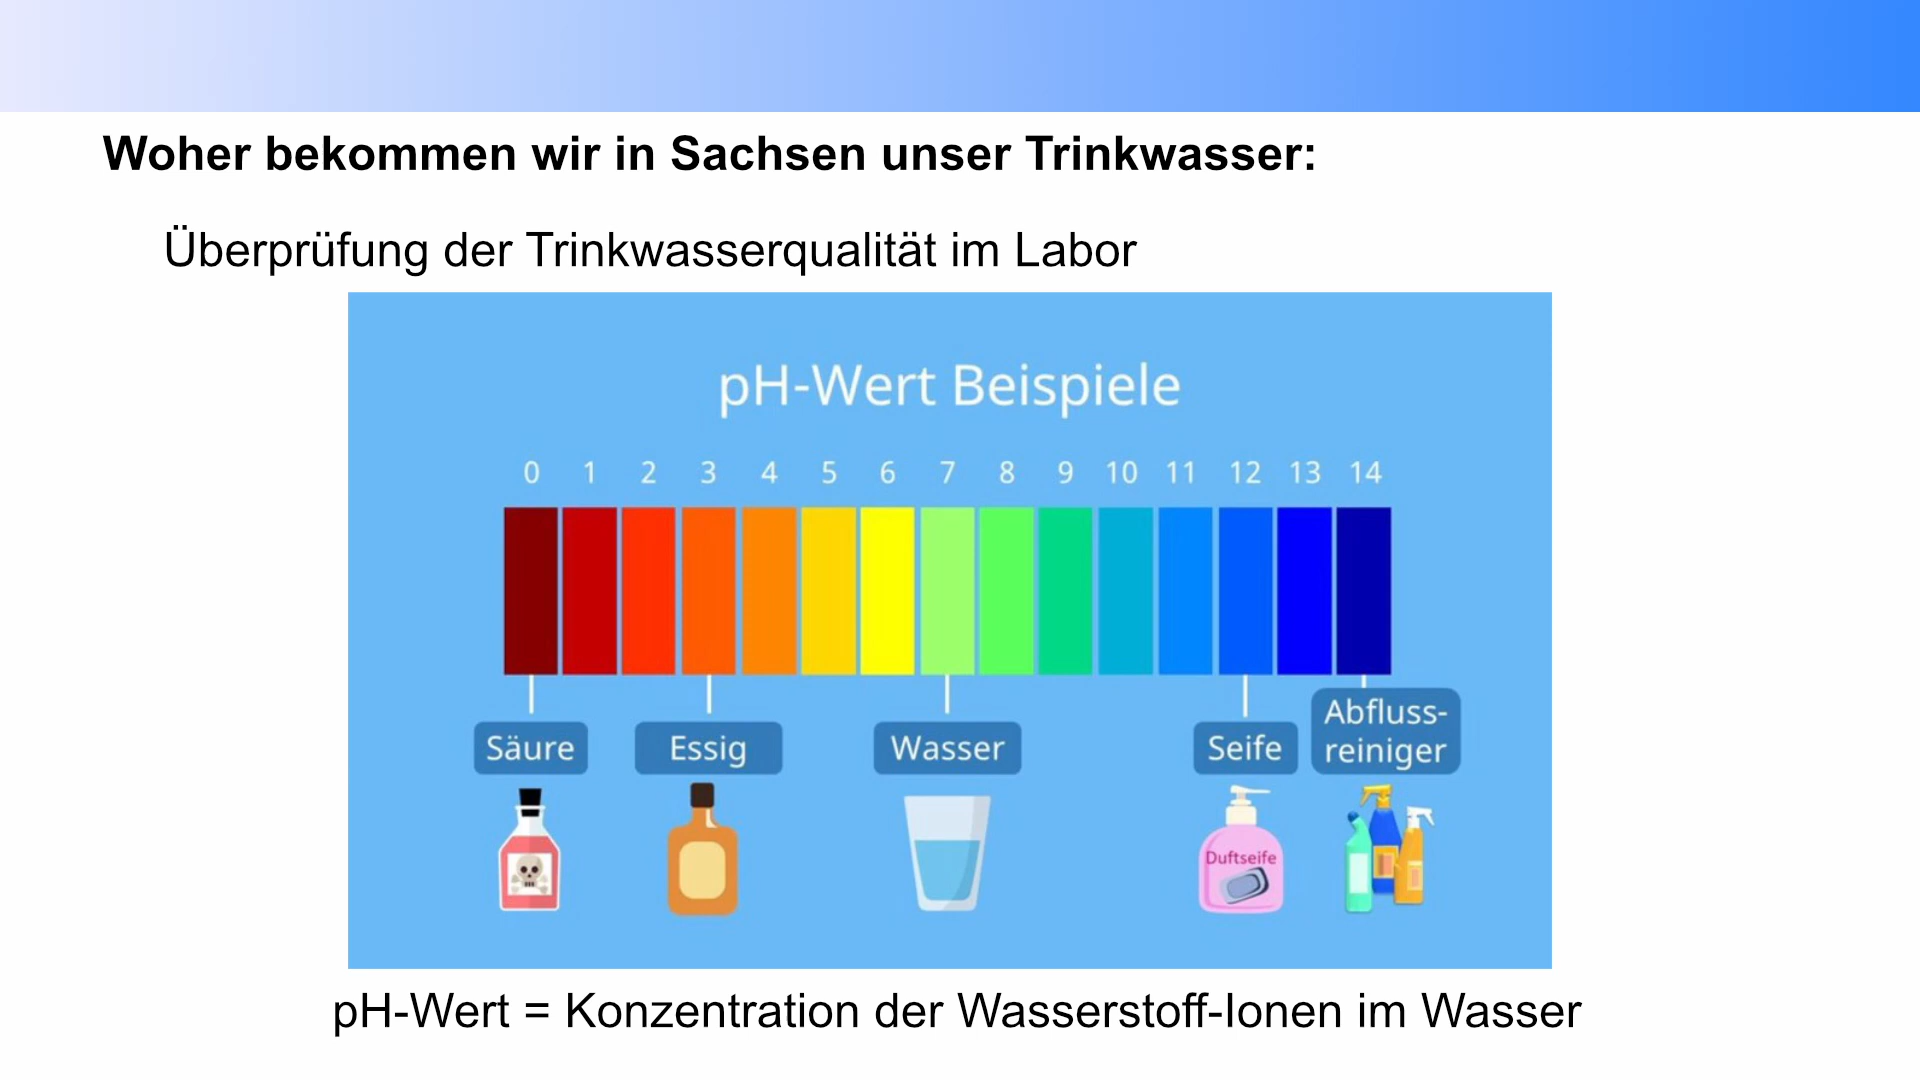 Woher bekommen wir in Sachsen unser Trinkwasser:
Überprüfung der Trinkwasserqualität im Labor
pH-Wert Beispiele
0 1 2 3 4 5 6 7 8 9 10 11 12 13 14
Säure
Essig
Wasser
Seife
Abfluss-
reiniger
Duftseife
pH-Wert = Konzentration der Wasserstoff-Ionen im Wasser